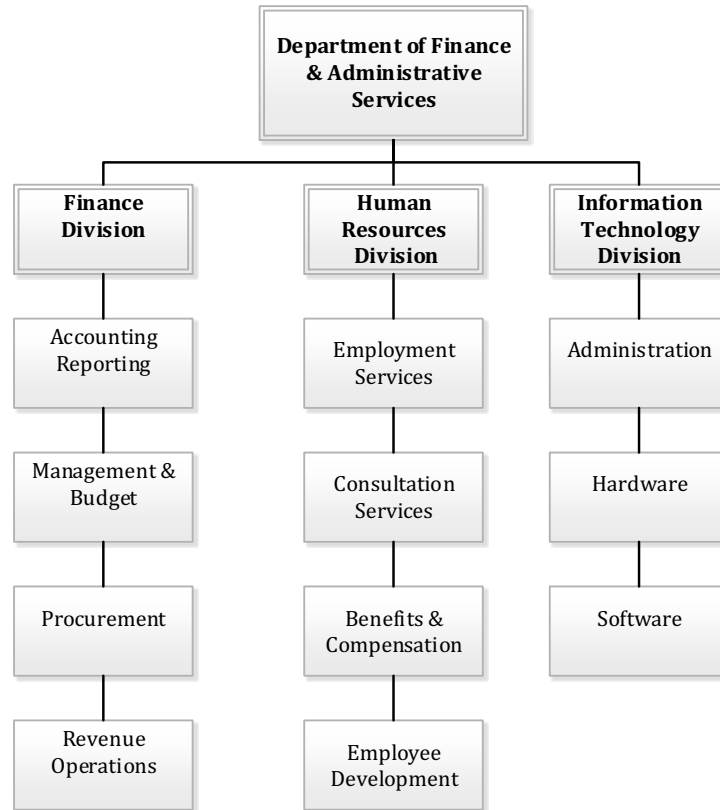 Department of Finance
& Administrative
Services
Finance
Division
Human
Resources
Division
Information
Technology
Division
Accounting
Reporting
Employment
Services
Administration
Management &
Budget
Consultation
Services
Hardware
Procurement
Benefits &
Compensation
Software
Revenue
Operations
Employee
Development